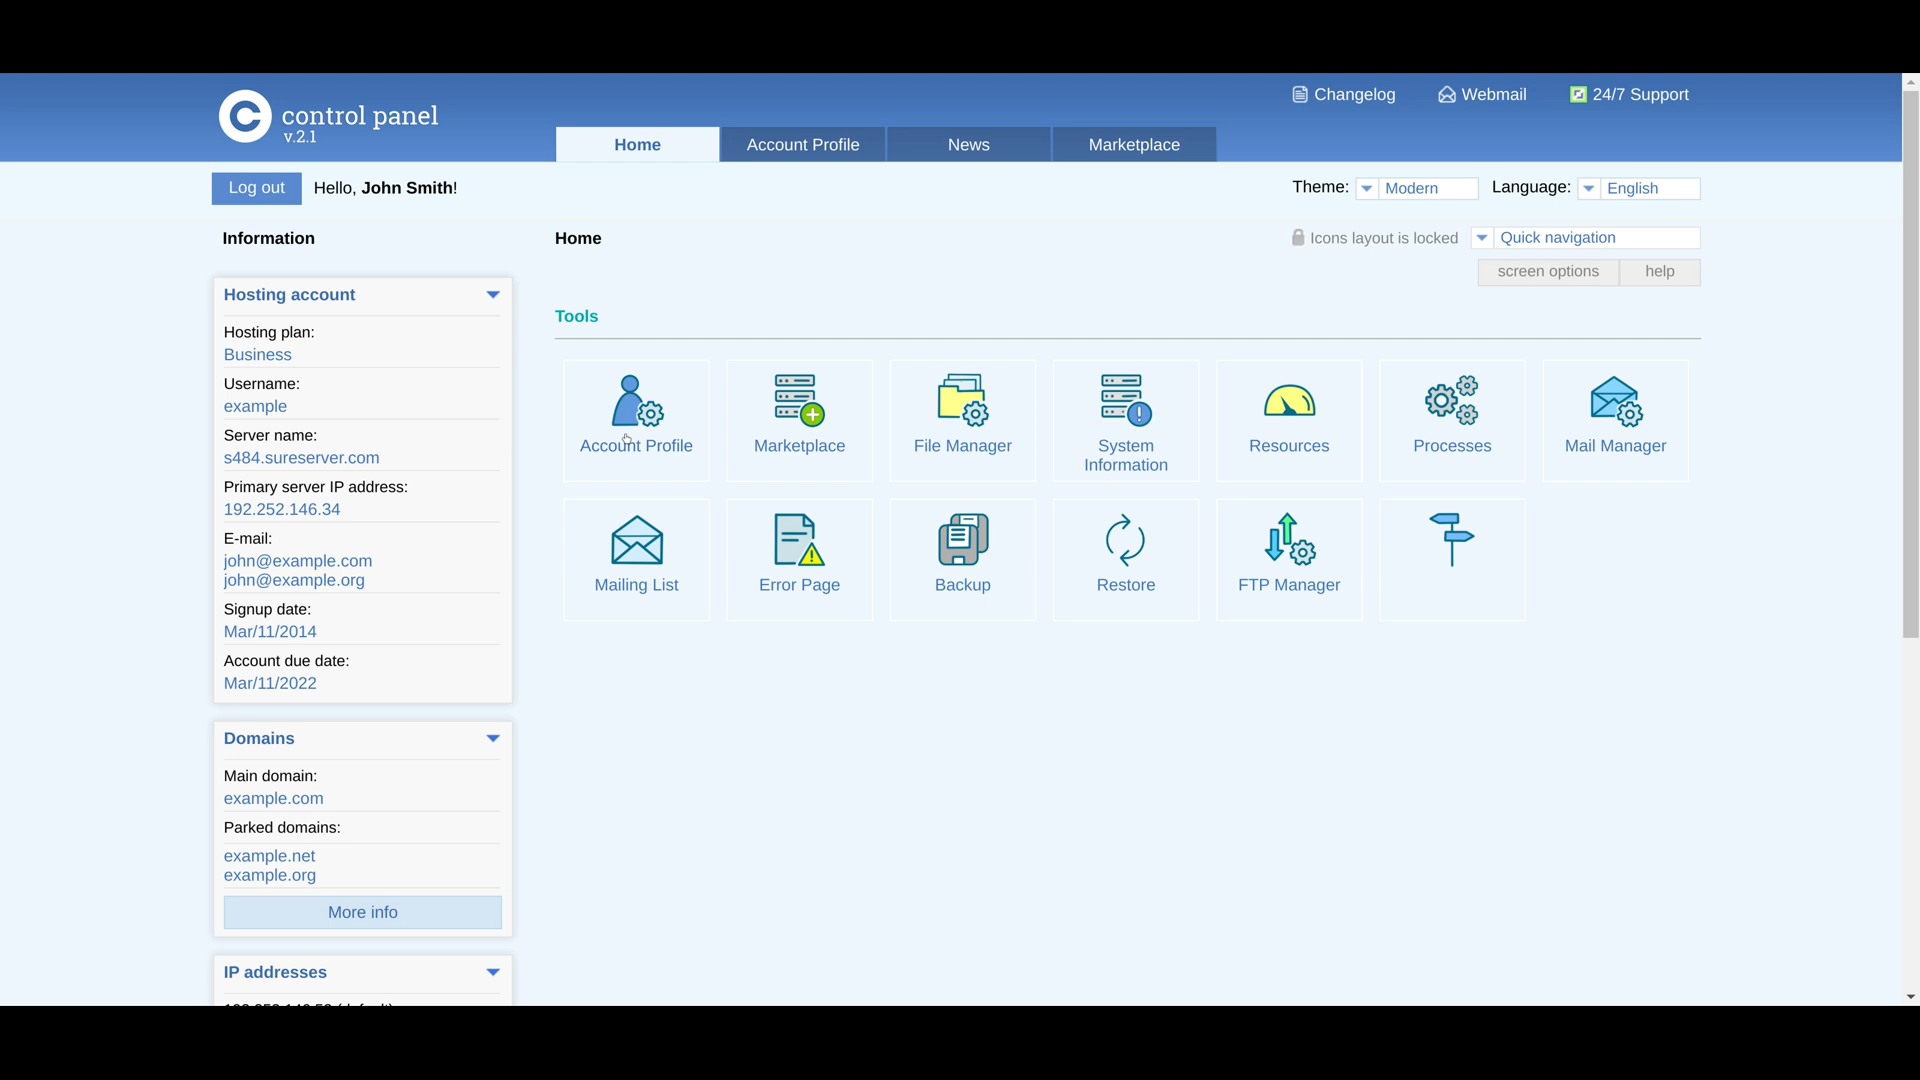 control panel
v.2.1
Changelog
Webmail
24/7 Support
Home
Account Profile
News
Marketplace
Log out
Hello, John Smith!
Theme:
Modern
Language:
English
Information
Home
Icons layout is locked
Quick navigation
screen options
help
Hosting account
Hosting plan:
Business
Username:
example
Server name:
s484.sureserver.com
Primary server IP address:
192.252.146.34
E-mail:
john@example.com
john@example.org
Signup date:
Mar/11/2014
Account due date:
Mar/11/2022
Domains
Main domain:
example.com
Parked domains:
example.net
example.org
More info
IP addresses
Tools
Account Profile
Marketplace
File Manager
System
Information
Resources
Processes
Mail Manager
Mailing List
Error Page
Backup
Restore
FTP Manager